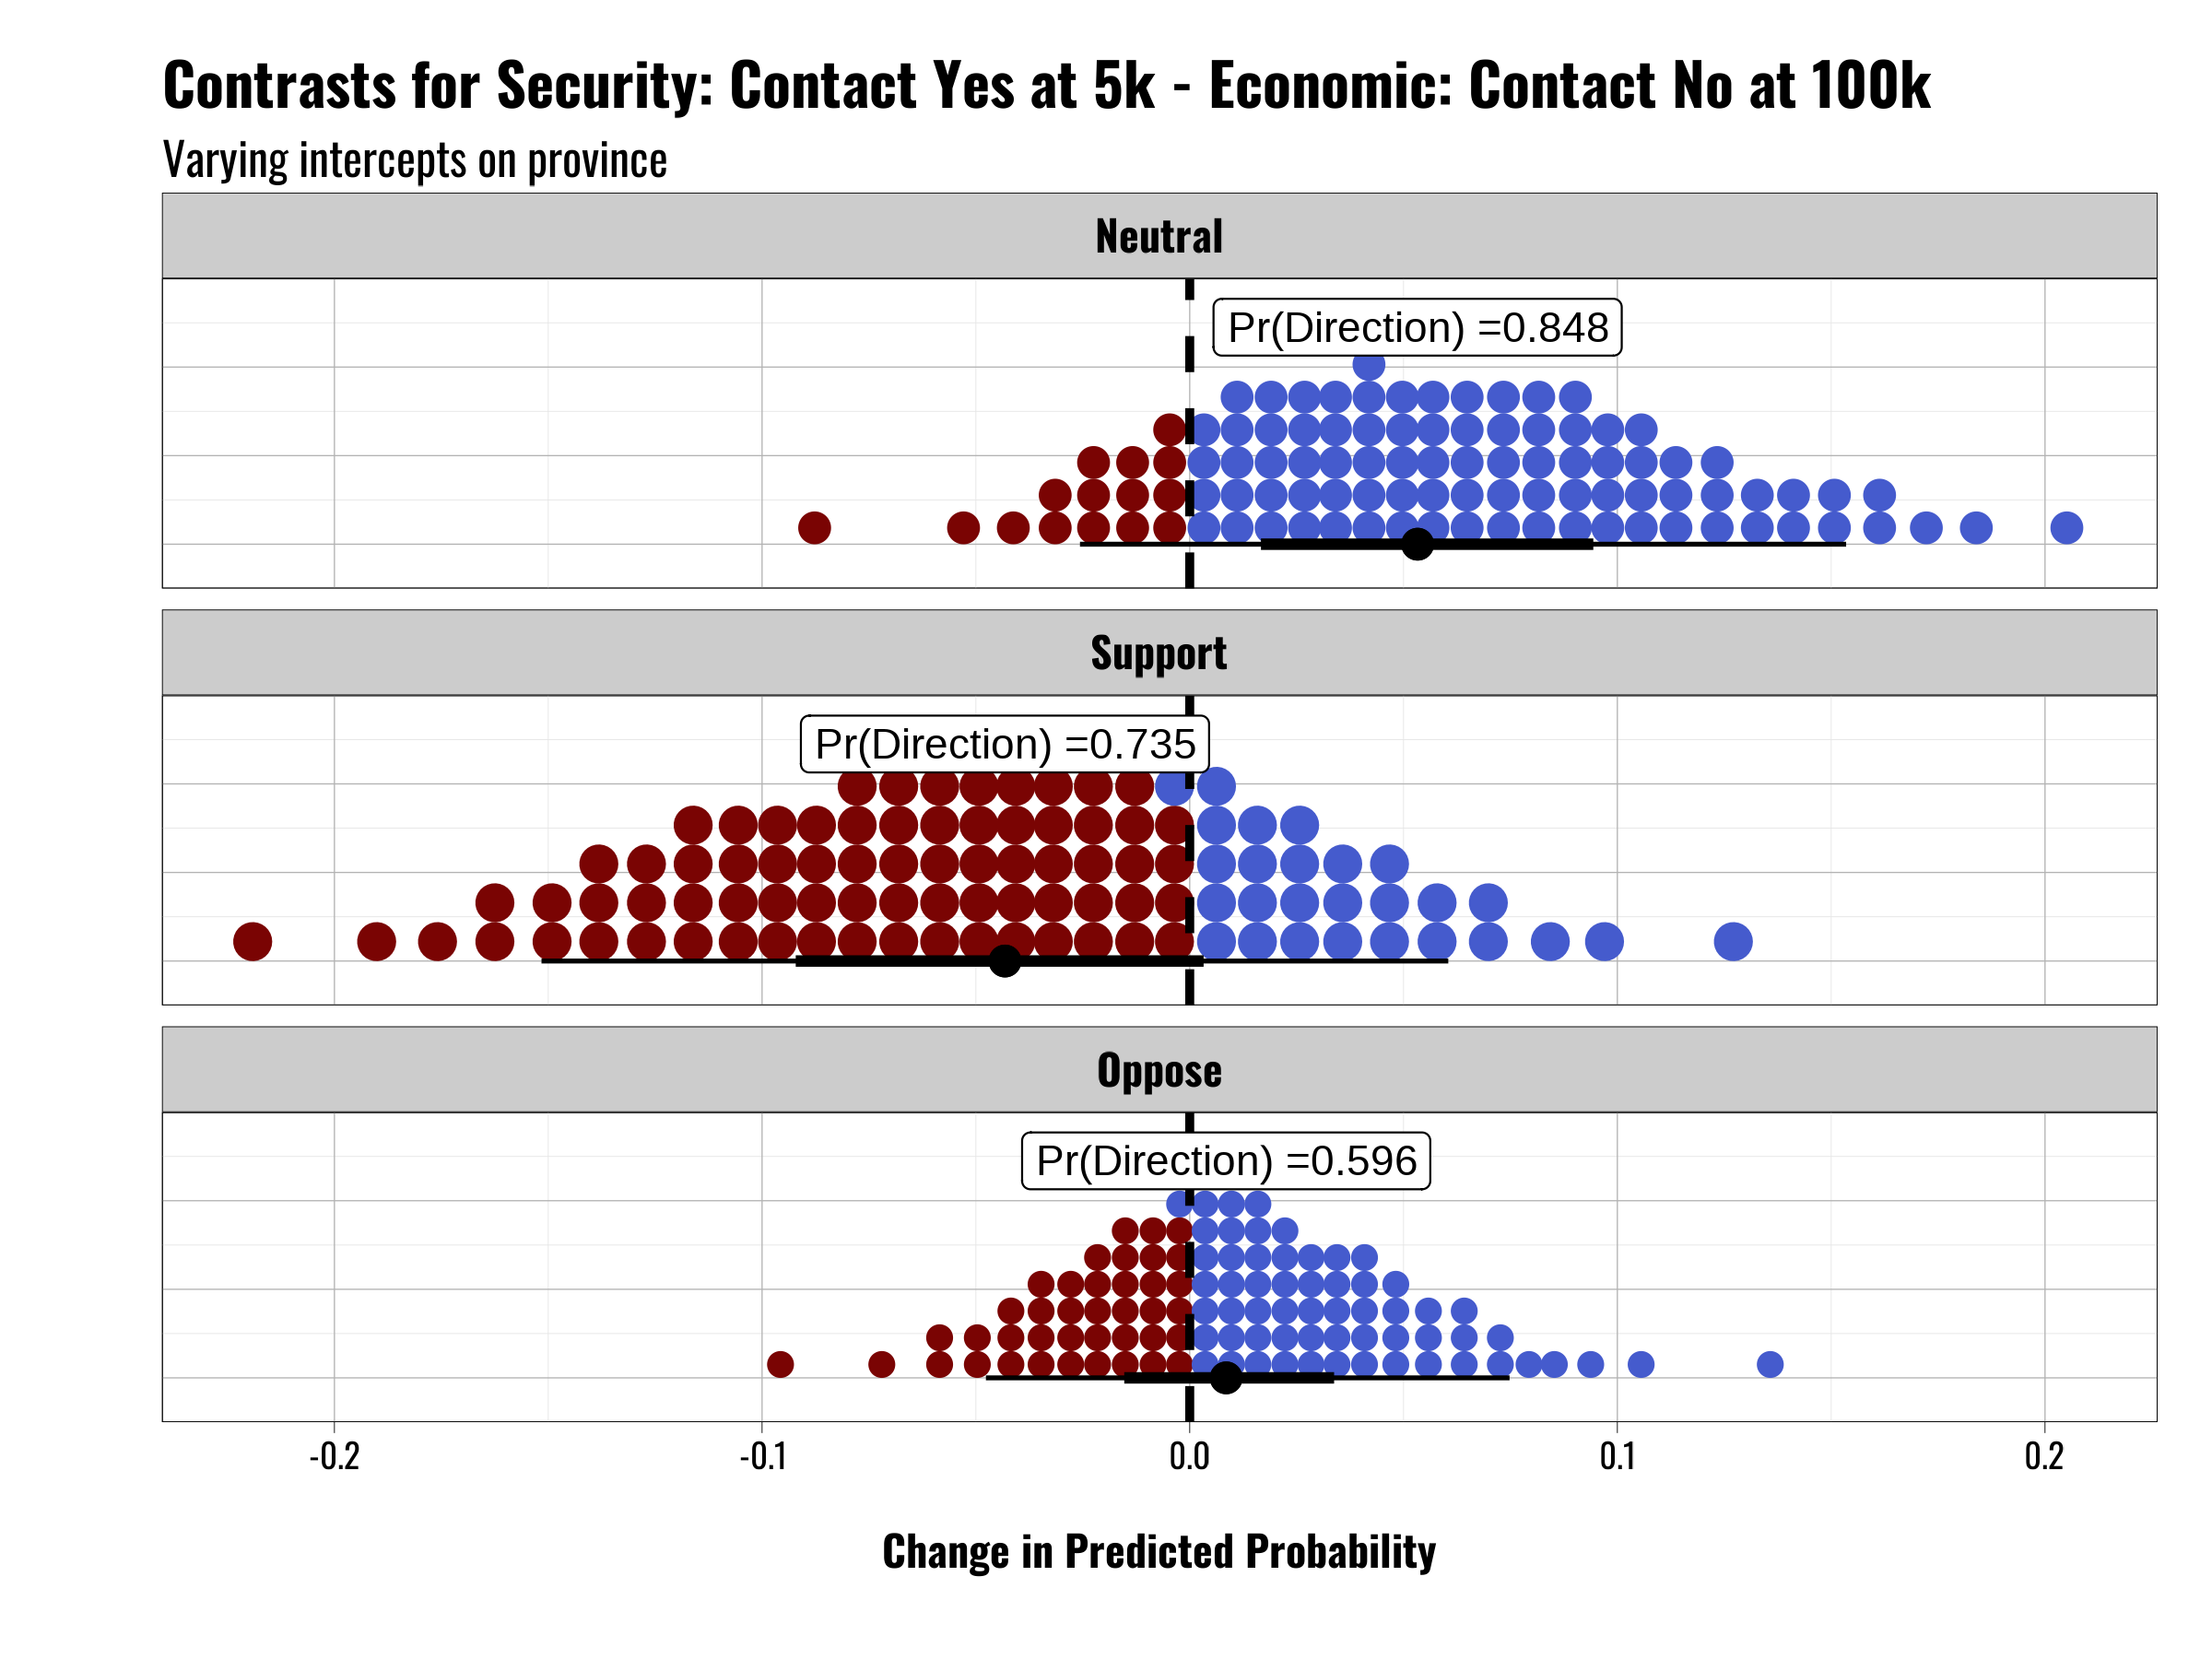 Contrasts for Security: Contact Yes at 5k - Economic: Contact No at 100k
Varying intercepts on province
Neutral
Pr(Direction) =0.848
Support
Pr(Direction) =0.735
Oppose
Pr(Direction) =0.596
-0.2 -0.1 0.0 0.1 0.2
Change in Predicted Probability